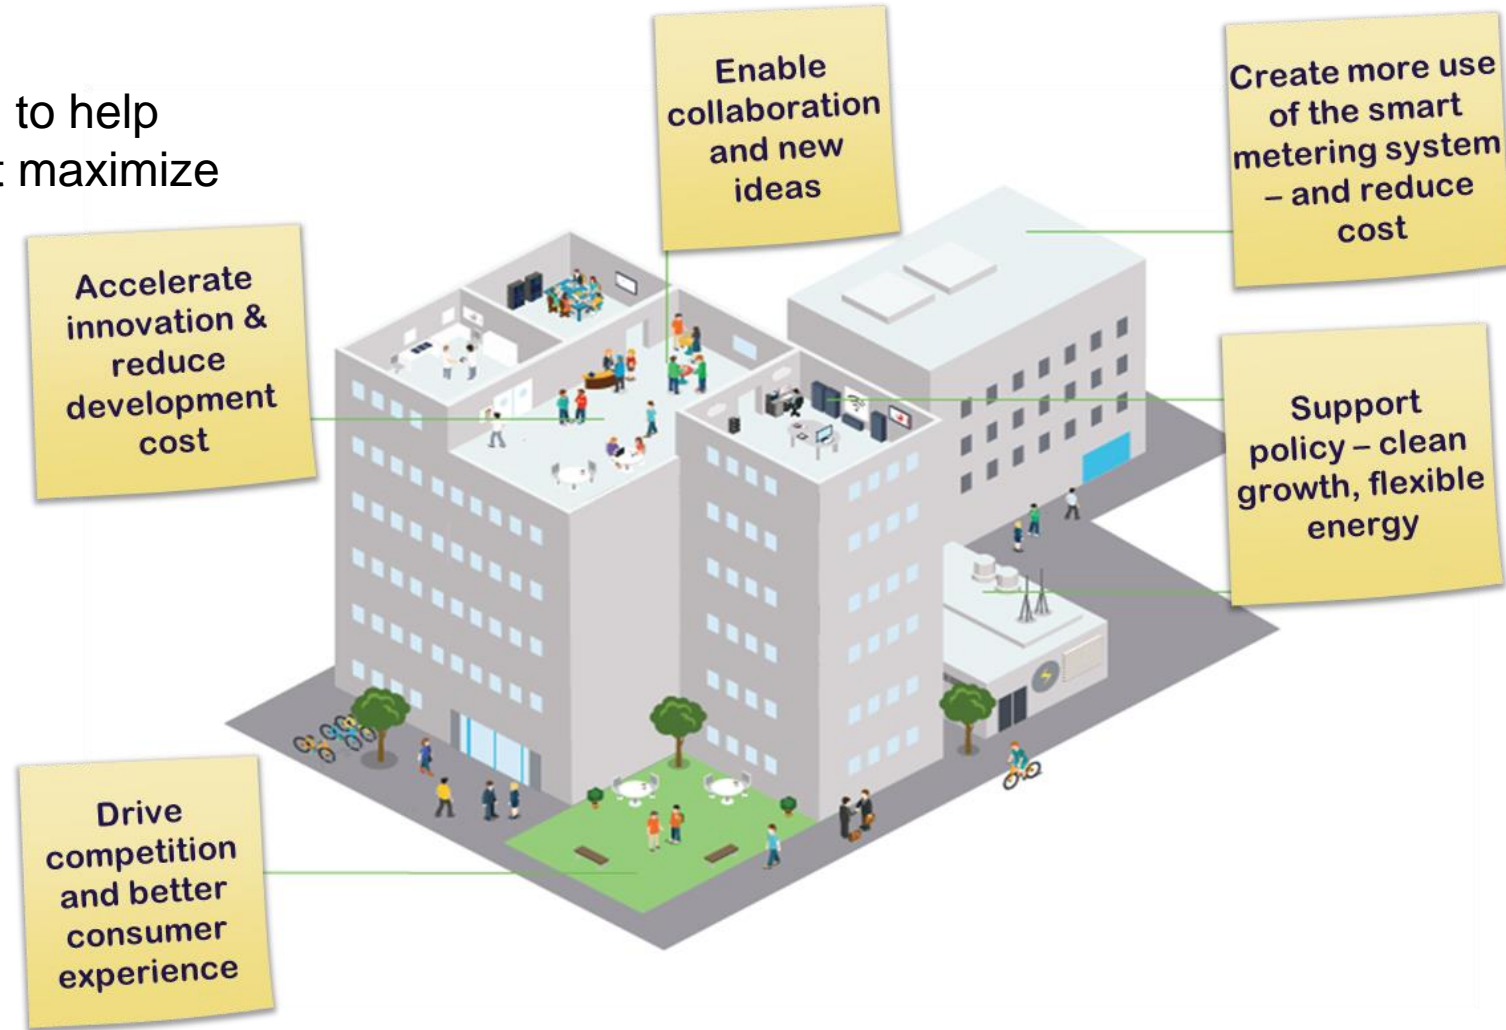 to help
maximize
Enable
collaboration
and new
ideas
Create more use
of the smart
metering system
– and reduce
cost
Accelerate
innovation &
reduce
development
cost
Support
policy – clean
growth, flexible
energy
Drive
competition
and better
consumer
experience